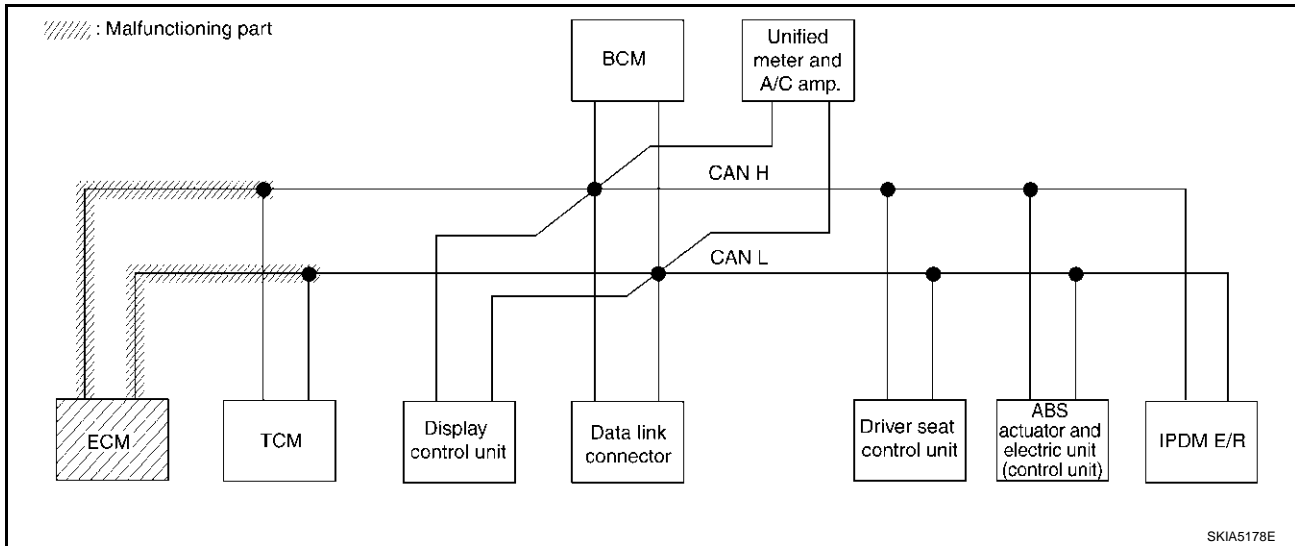 : Malfunctioning part
BCM
Unified
meter and
A/C amp.
CAN H
CAN L
ECM
TCM
Display
control unit
Data link
connector
Driver seat
control unit
ABS
actuator and
electric unit
(control unit)
IPDM E/R
SKIA5178E